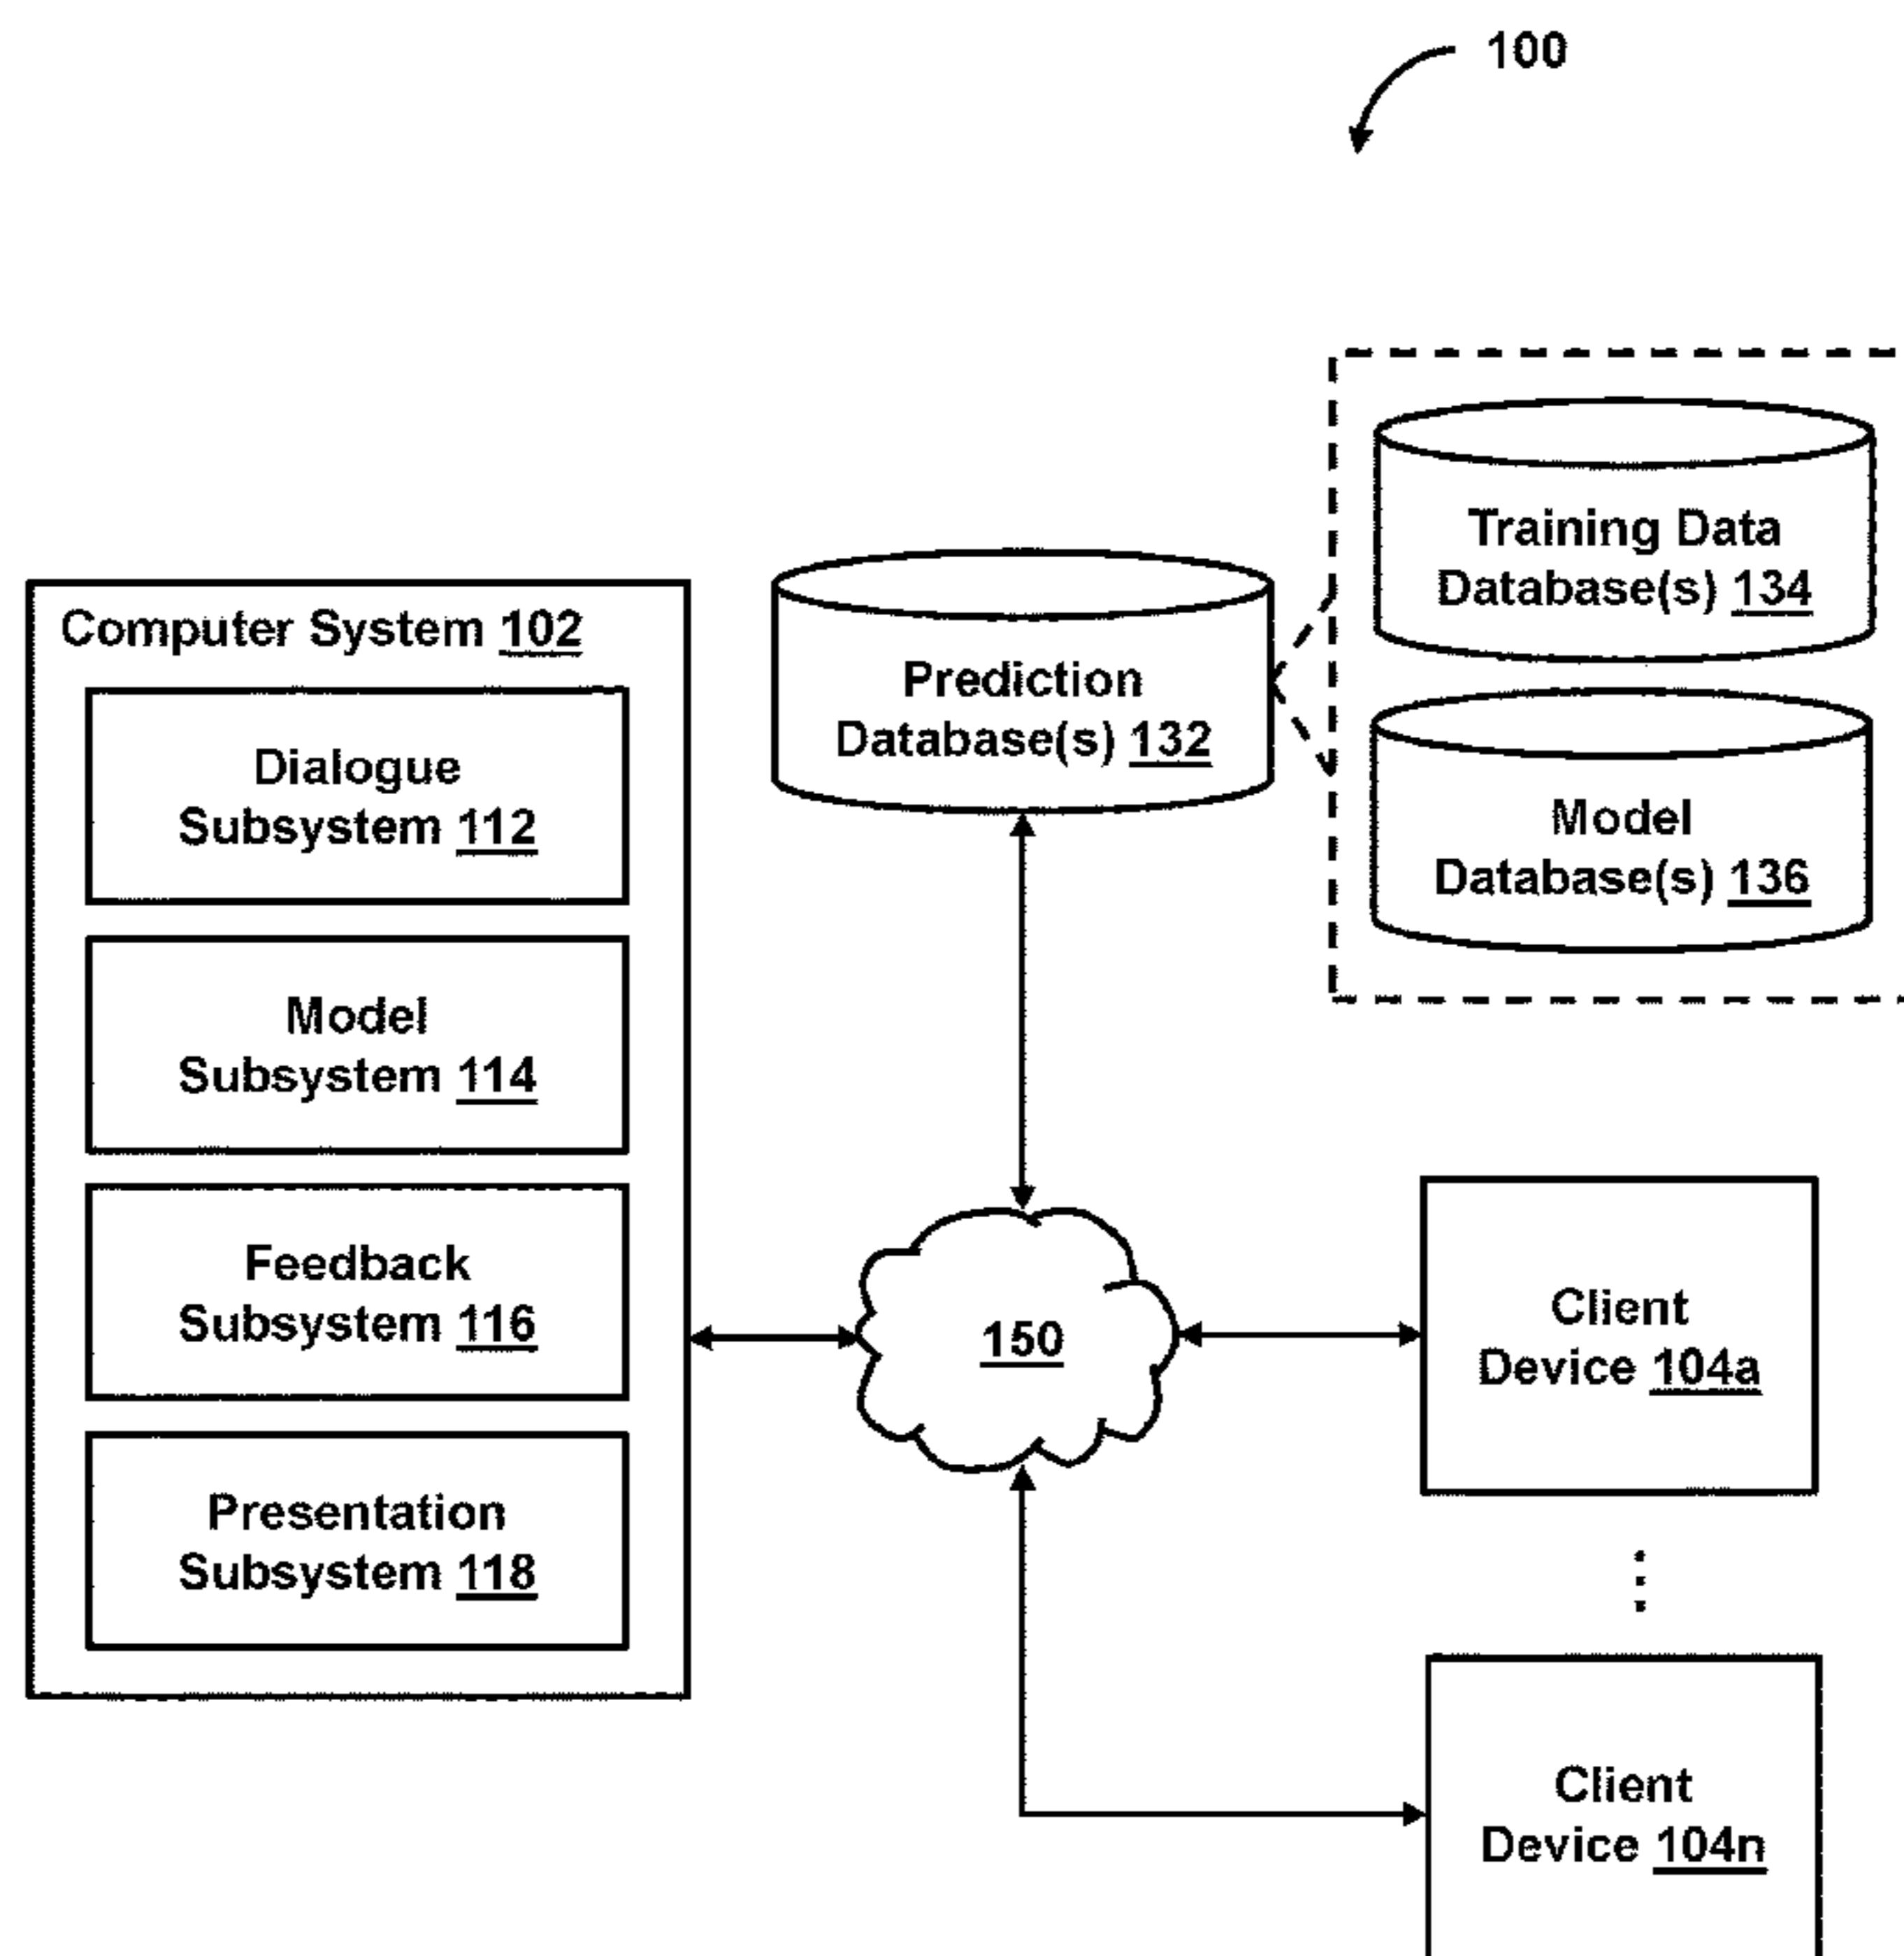 100
Computer System 102
Dialogue
Subsystem 112
Model
Subsystem 114
Feedback
Subsystem 116
Presentation
Subsystem 118
Prediction
Database(s) 132
Training Data
Database(s) 134
Model
Database(s) 136
150
Client
Device 104a
Client
Device 104n